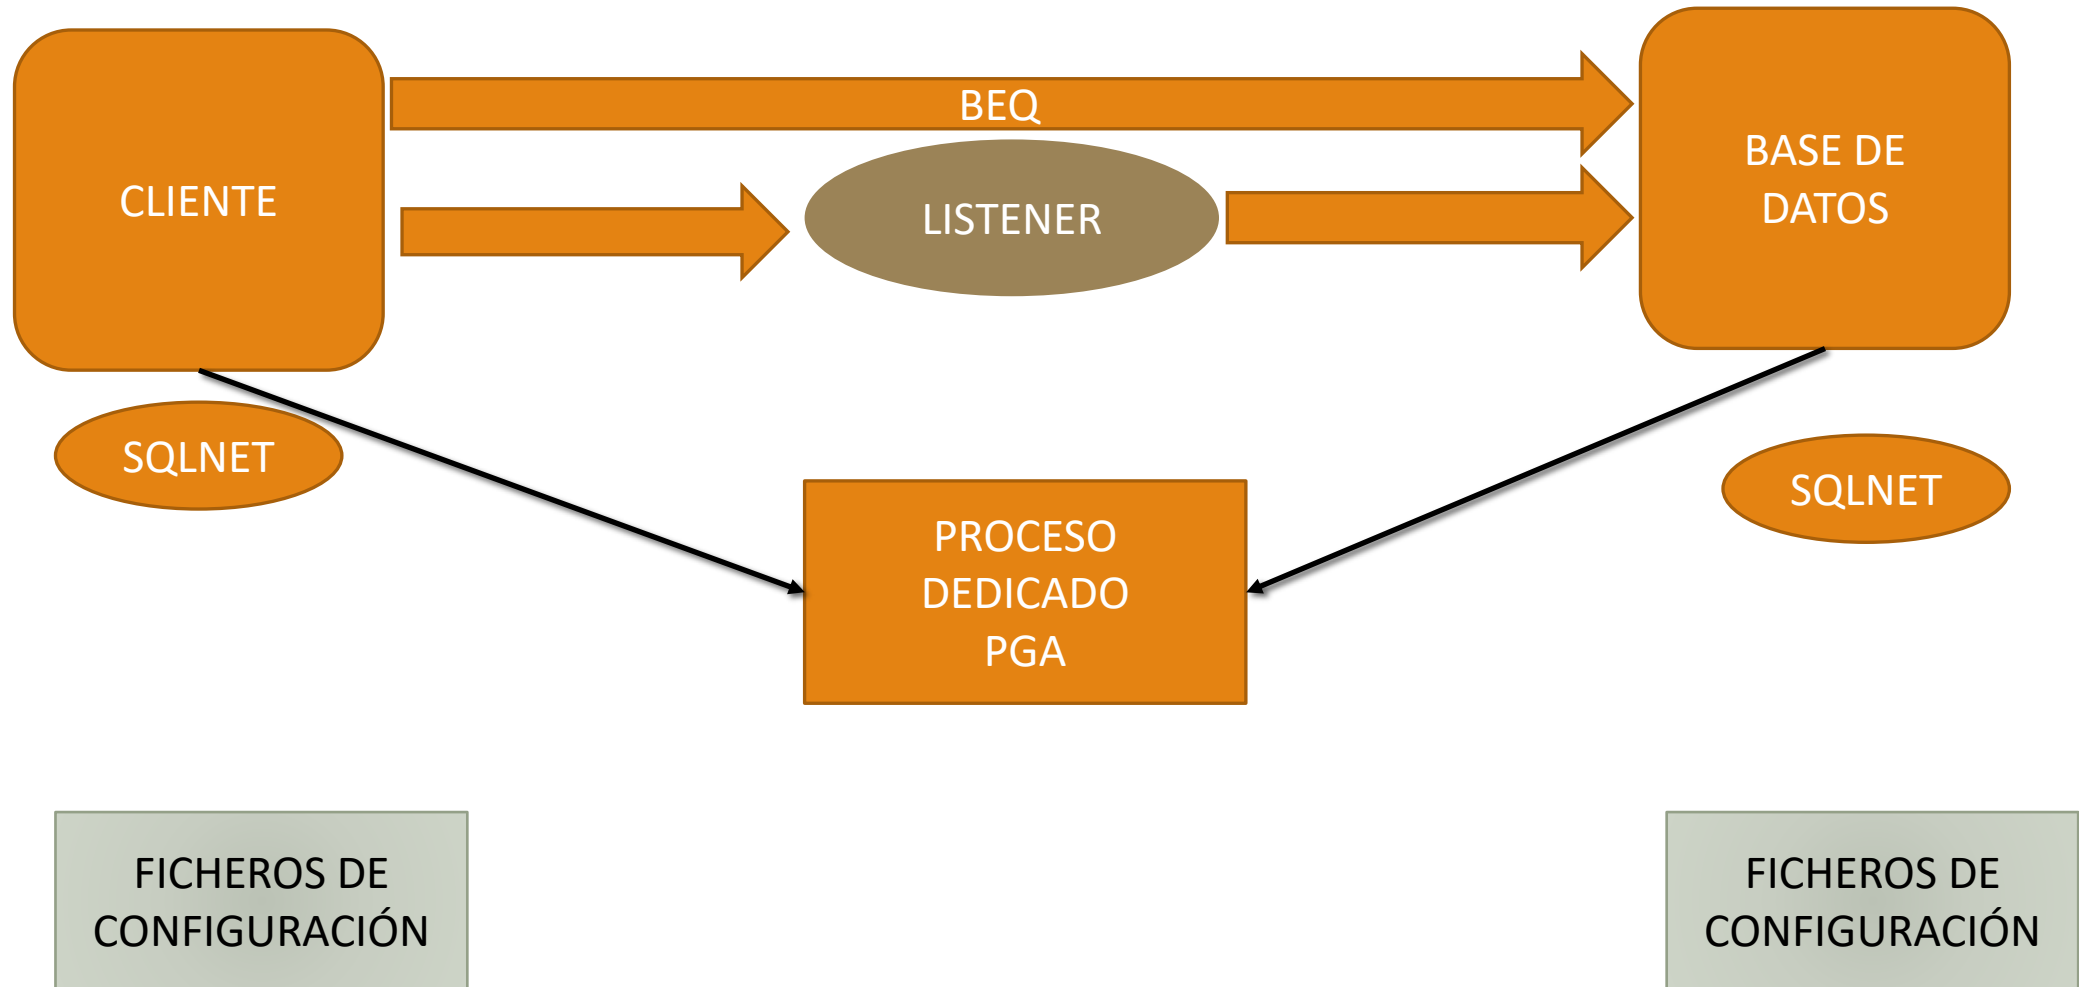 BEQ
CLIENTE
LISTENER
BASE DE
DATOS
SQLNET
SQLNET
PROCESO
DEDICADO
PGA
FICHEROS DE
CONFIGURACIÓN
FICHEROS DE
CONFIGURACIÓN